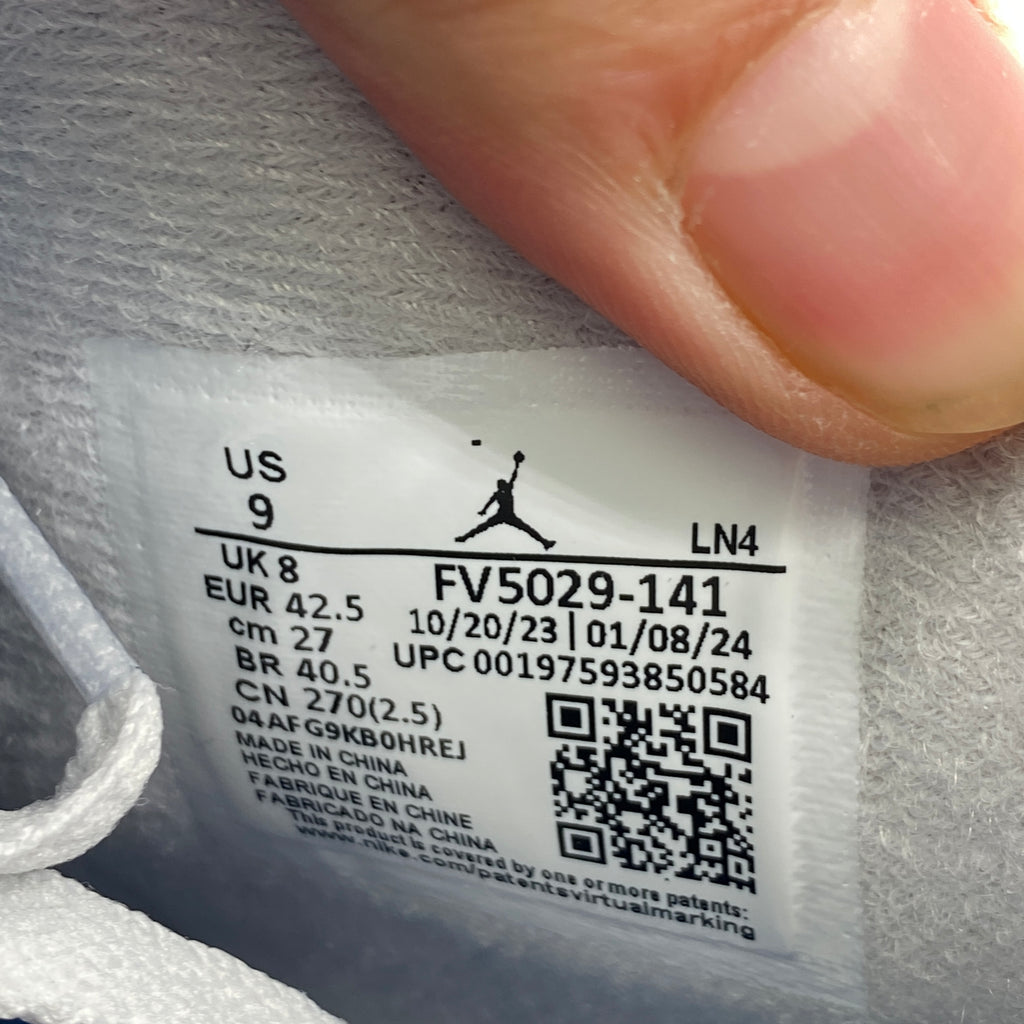 US
9
LN4
UK 8
EUR 42.5
cm 27
BR 40.5
CN 270(2.5)
04AFG9KB0HREJ
MADE IN CHINA
HECHO EN CHINA
FABRIQUE EN CHINE
FABRICADO NA CHINA
FV5029-141
10/20/23 | 01/08/24
UPC 00197593850584
This product is covered by one or more patents:
www.nike.com/patentsvirtualmarking